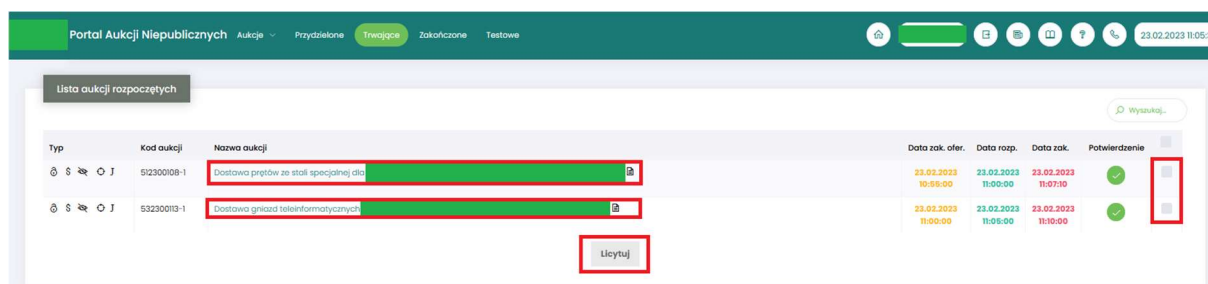 Portal Aukcji Niepublicznych Aukcje Przydzielone Trwające Zakończone Testowe 23.02.2023 11:05:
Lista aukcji rozpoczętych
Wyszukaj...
Typ Kod aukcji Nazwa aukcji Data zak. ofer. Data rozp. Data zak. Potwierdzenie
$ J 512300108-1 Dostawa prętów ze stali specjalnej dla 23.02.2023 10:55:00 23.02.2023 11:00:00 23.02.2023 11:07:10
$ J 532300113-1 Dostawa gniazd teleinformatycznych 23.02.2023 11:00:00 23.02.2023 11:05:00 23.02.2023 11:10:00
Licytuj